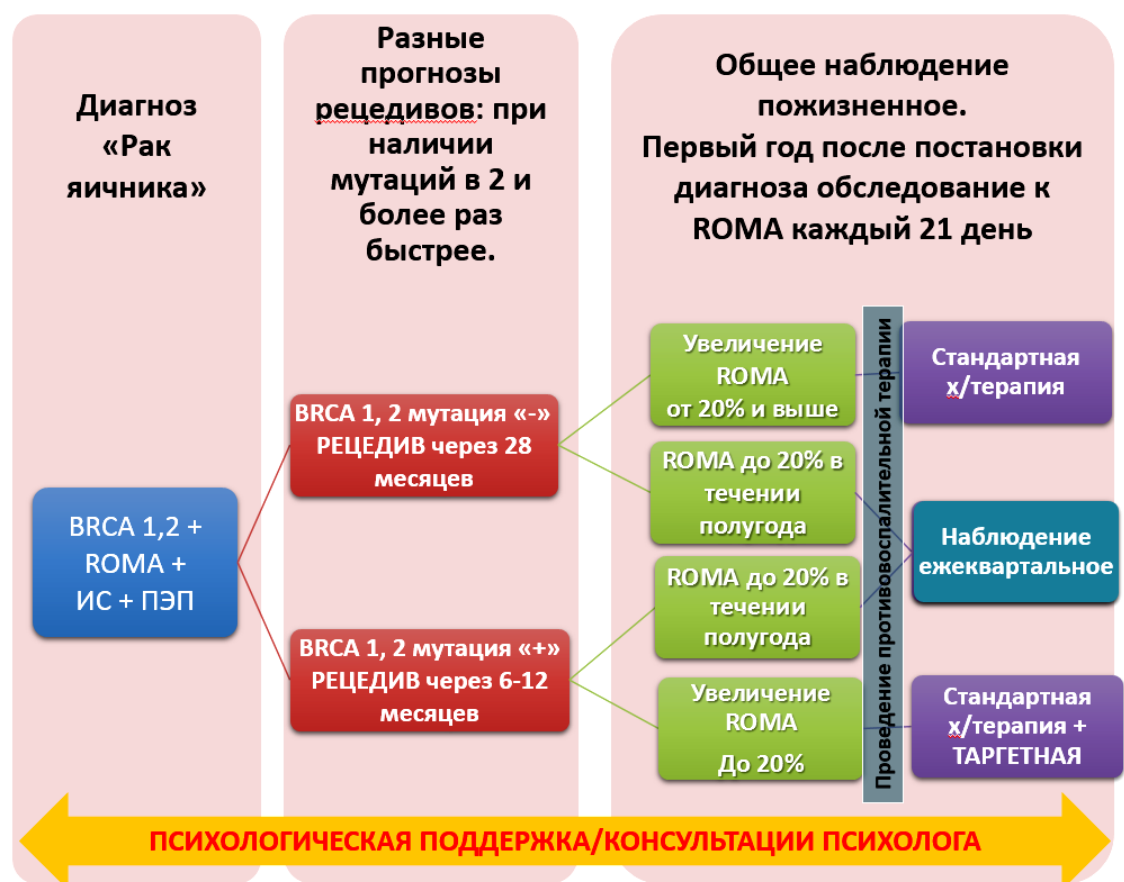 Диагноз
«Рак
яичника»
Разные
прогнозы
рецедивов: при
наличии
мутаций в 2 и
более раз
быстрее.
Общее наблюдение
пожизненное.
Первый год после постановки
диагноза обследование к
ROMA каждый 21 день
BRCA 1,2 +
ROMA +
ИС + ПЭП
BRCA 1, 2 мутация «-»
РЕЦЕДИВ через 28
месяцев
BRCA 1, 2 мутация «+»
РЕЦЕДИВ через 6-12
месяцев
Увеличение
ROMA
от 20% и выше
ROMA до 20% в
течении
полугода
ROMA до 20% в
течении
полугода
Увеличение
ROMA
До 20%
Проведение противовоспалительной терапии
Стандартная
х/терапия
Наблюдение
ежеквартальное
Стандартная
х/терапия +
ТАРГЕТНАЯ
ПСИХОЛОГИЧЕСКАЯ ПОДДЕРЖКА/КОНСУЛЬТАЦИИ ПСИХОЛОГА